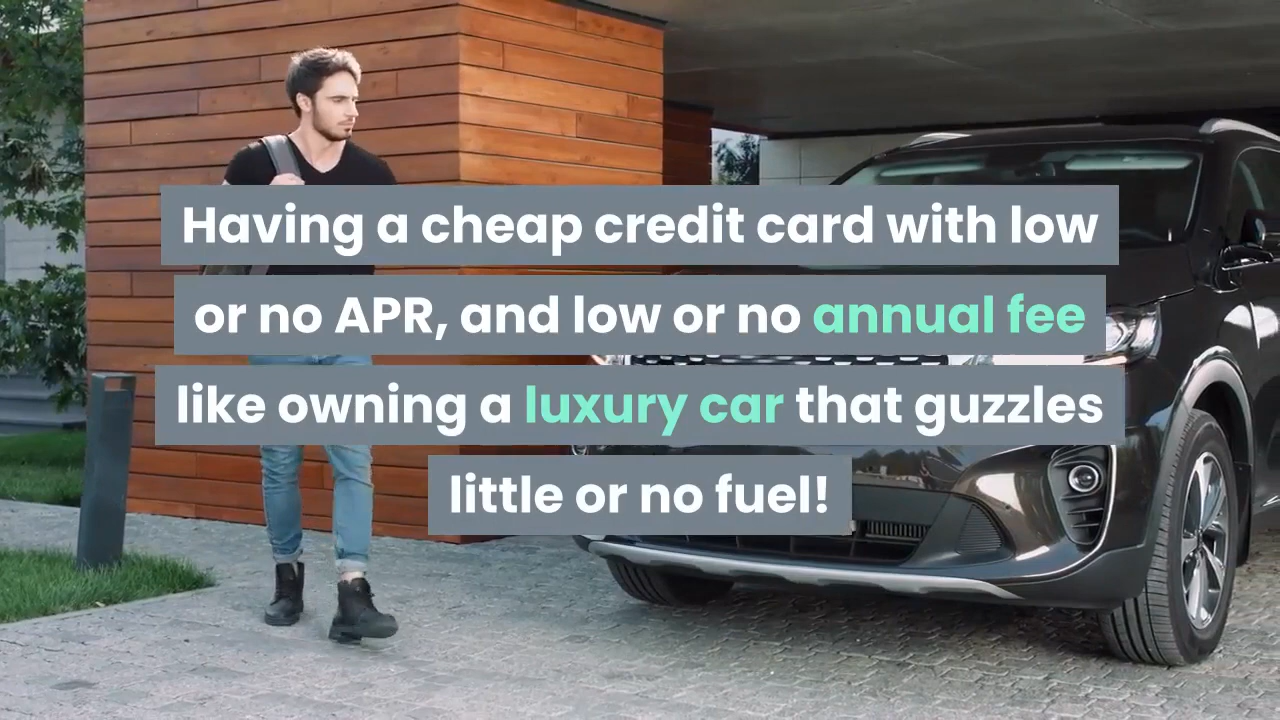 Having a cheap credit card with low
or no APR, and low or no annual fee
like owning a luxury car that guzzles
little or no fuel!